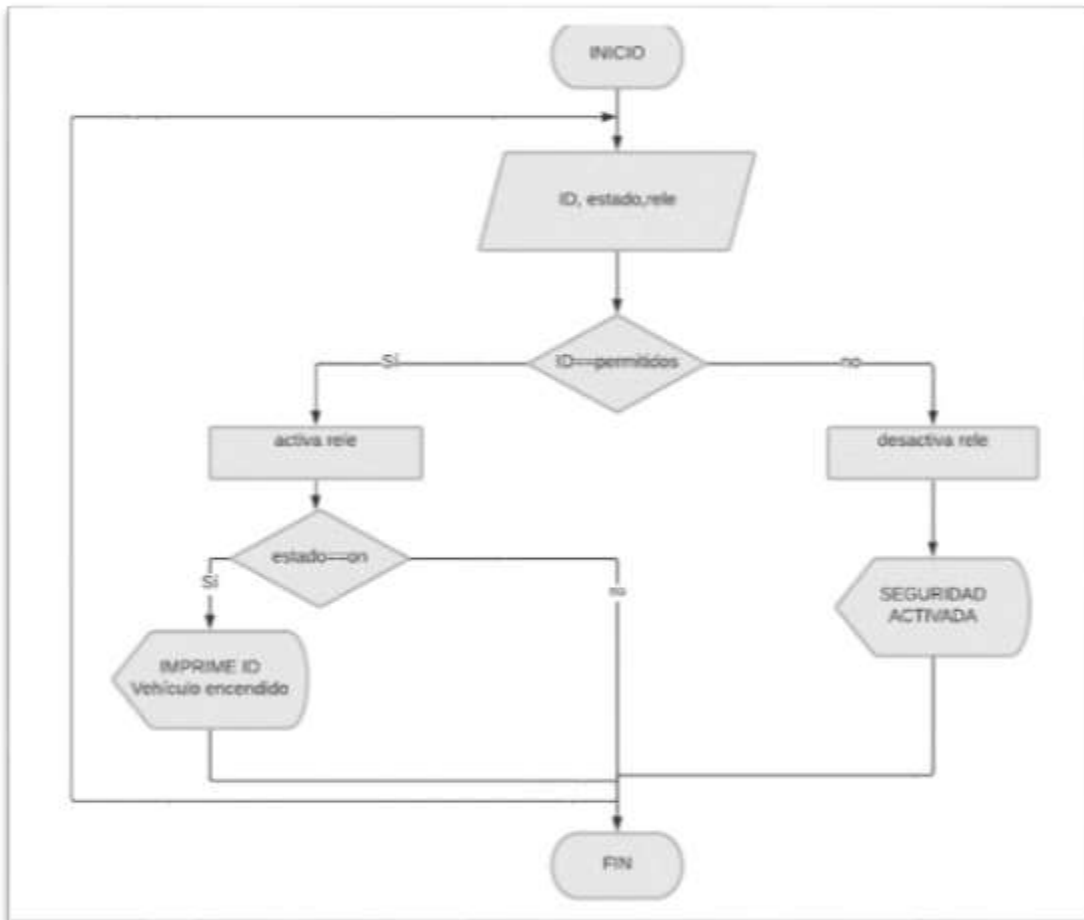 INICIO
ID, estado,rele
ID==permitidos
Sí
no
activa rele
desactiva rele
estado==on
Sí
no
SEGURIDAD
ACTIVADA
IMPRIME ID
Vehículo encendido
FIN